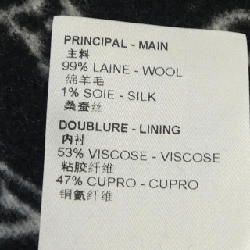 PRINCIPAL - MAIN
主料
99% LAINE - WOOL
绵羊毛
1% SOIE - SILK
桑蚕丝
DOUBLURE - LINING
内衬
53% VISCOSE - VISCOSE
粘胶纤维
47% CUPRO - CUPRO
铜氨纤维